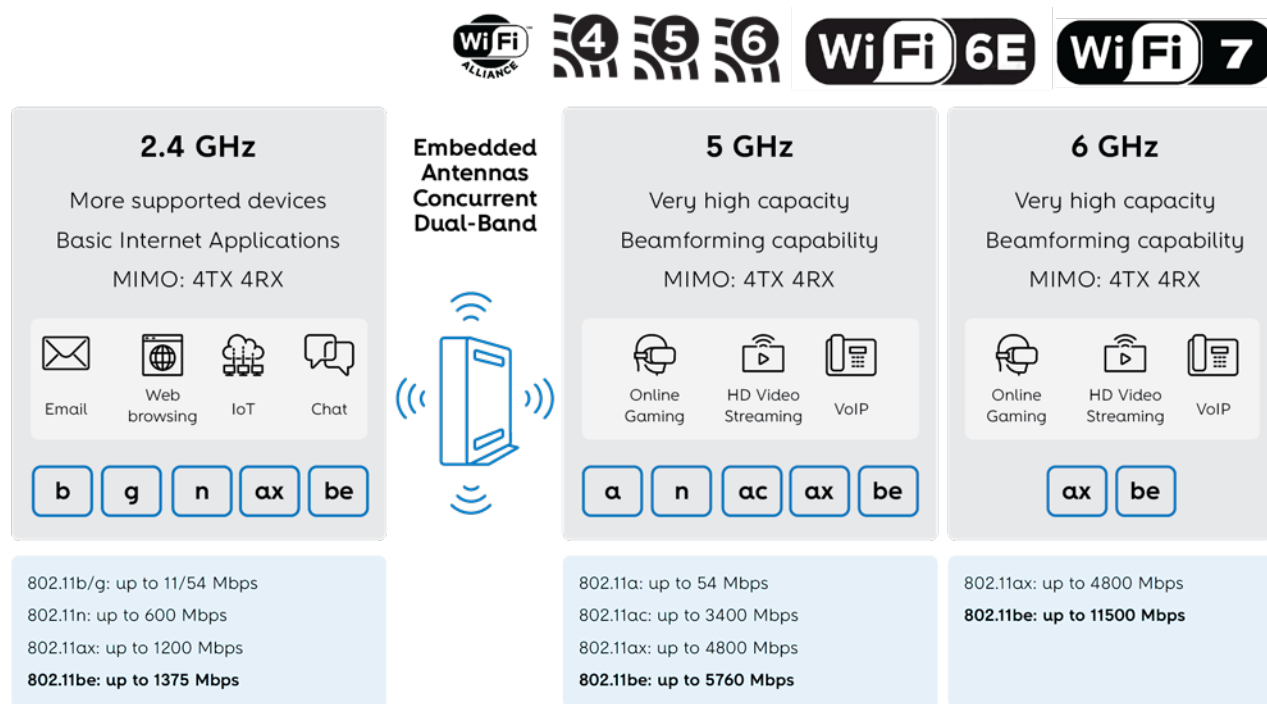 Wi Fi
ALLIANCE
4
5
6
Wi Fi 6E
Wi Fi 7
2.4 GHz
More supported devices
Basic Internet Applications
MIMO: 4TX 4RX
Email
Web
browsing
IoT
Chat
b
g
n
ax
be
802.11b/g: up to 11/54 Mbps
802.11n: up to 600 Mbps
802.11ax: up to 1200 Mbps
802.11be: up to 1375 Mbps
Embedded
Antennas
Concurrent
Dual-Band
5 GHz
Very high capacity
Beamforming capability
MIMO: 4TX 4RX
Online
Gaming
HD Video
Streaming
VoIP
a
n
ac
ax
be
802.11a: up to 54 Mbps
802.11ac: up to 3400 Mbps
802.11ax: up to 4800 Mbps
802.11be: up to 5760 Mbps
6 GHz
Very high capacity
Beamforming capability
MIMO: 4TX 4RX
Online
Gaming
HD Video
Streaming
VoIP
ax
be
802.11ax: up to 4800 Mbps
802.11be: up to 11500 Mbps